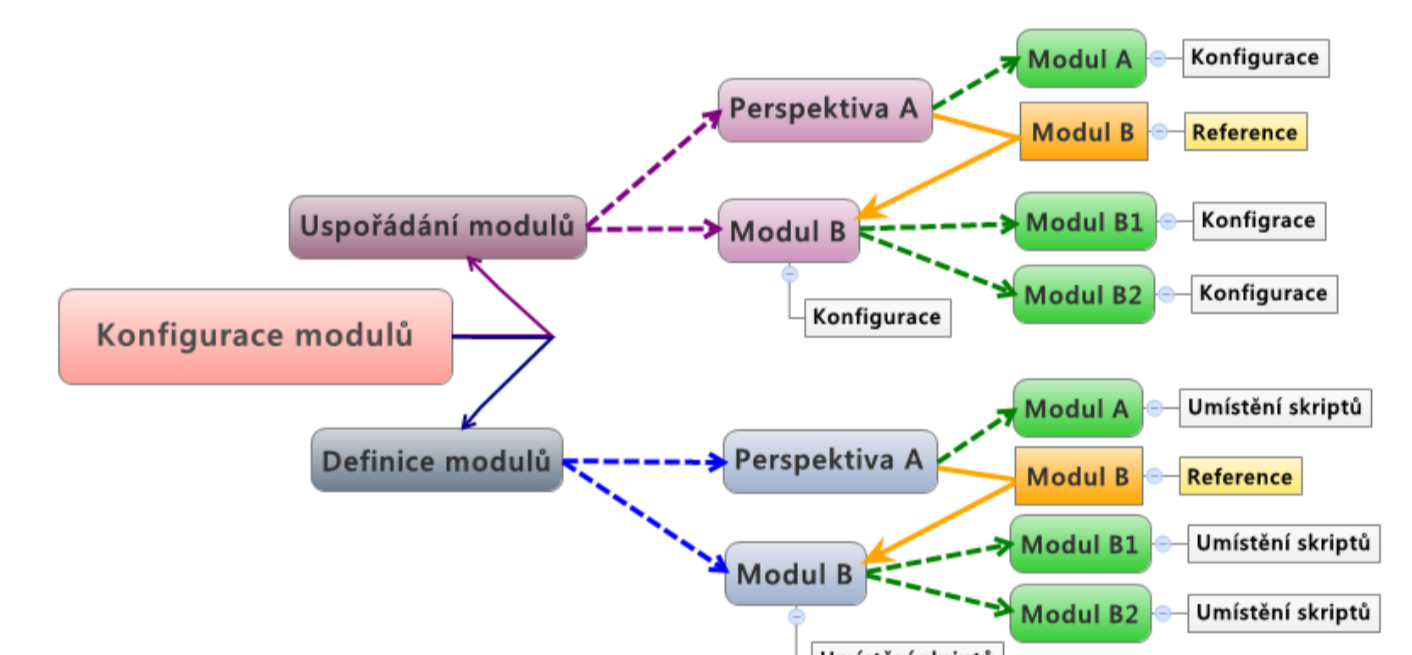 Modul A
Konfigurace
Perspektiva A
Modul B
Reference
Uspořádání modulů
Modul B
Modul B1
Konfigrace
Modul B2
Konfigurace
Konfigurace
Konfigurace modulů
Definice modulů
Perspektiva A
Modul A
Umístění skriptů
Modul B
Reference
Modul B
Modul B1
Umístění skriptů
Modul B2
Umístění skriptů